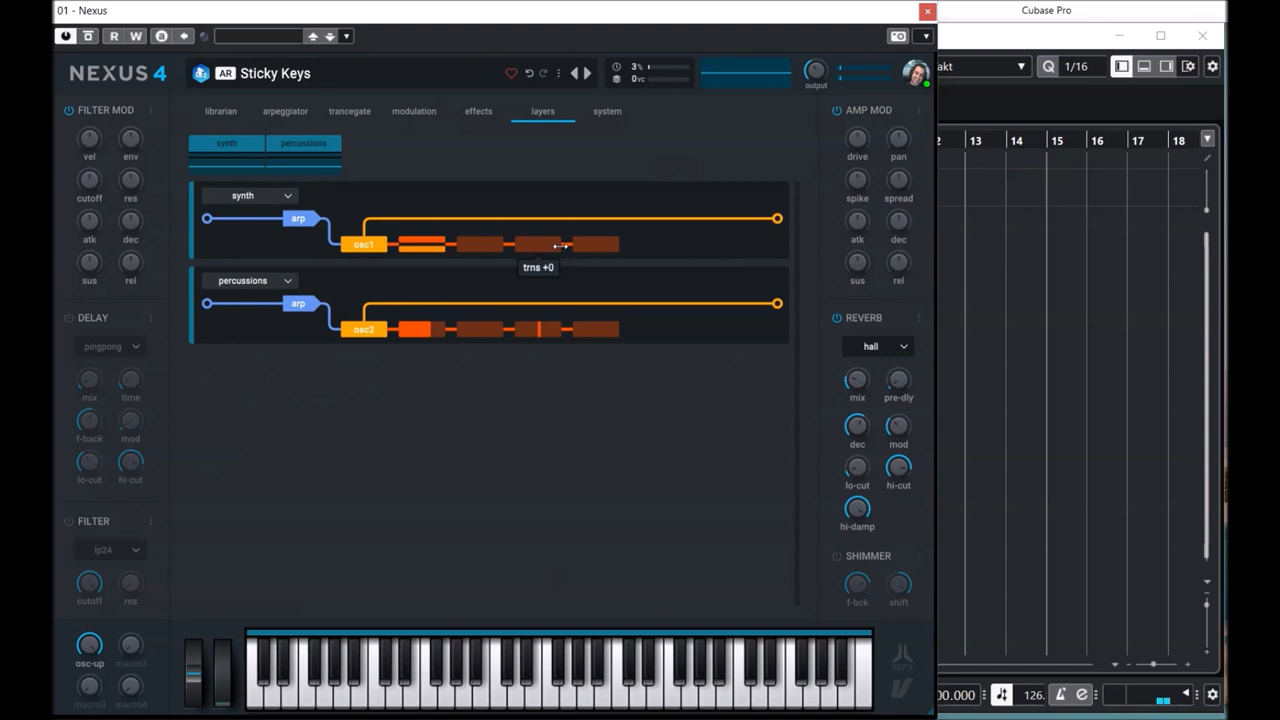 01 - Nexus
Cubase Pro
R W a
NEXUS 4
AR Sticky Keys
3%
0vc
output
akt
Q 1/16
librarian arpeggiator trancegate modulation effects layers system
synth percussions
synth
arp
osc1
trns +0
percussions
arp
osc2
FILTER MOD
vel env
cutoff res
atk dec
sus rel
DELAY
pingpong
mix time
f-back mod
lo-cut hi-cut
FILTER
lp24
cutoff res
osc-up macro2
macro3 macro4
AMP MOD
drive pan
spike spread
atk dec
sus rel
REVERB
hall
mix pre-dly
dec mod
lo-cut hi-cut
hi-damp
SHIMMER
f-bck shift
2 13 14 15 16 17 18
00.000
126.